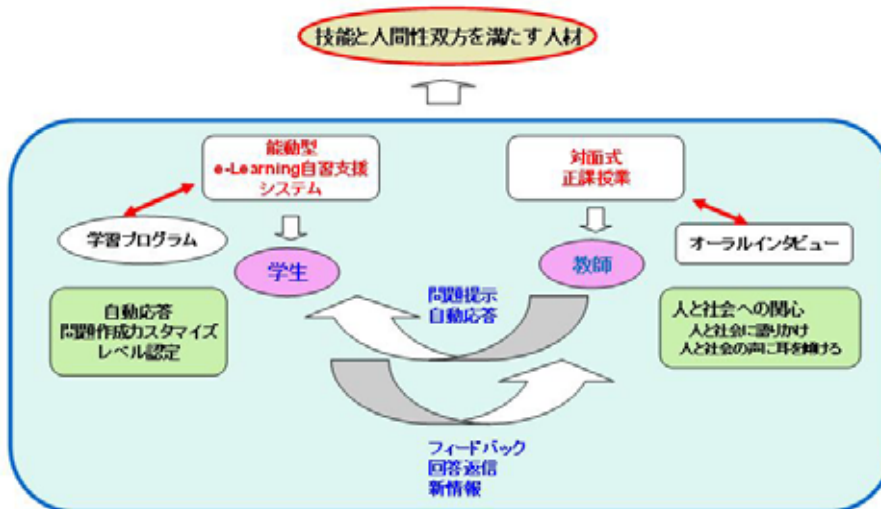 技能と人間性双方を満たす人材
能動型
e-Learning自習支援
システム
対面式
正課授業
学習プログラム
オーラルインタビュー
学生
教師
問題提示
自動応答
自動応答
問題作成カスタマイズ
レベル認定
人と社会への関心
人と社会に語りかけ
人と社会の声に耳を傾ける
フィードバック
回答返信
新情報